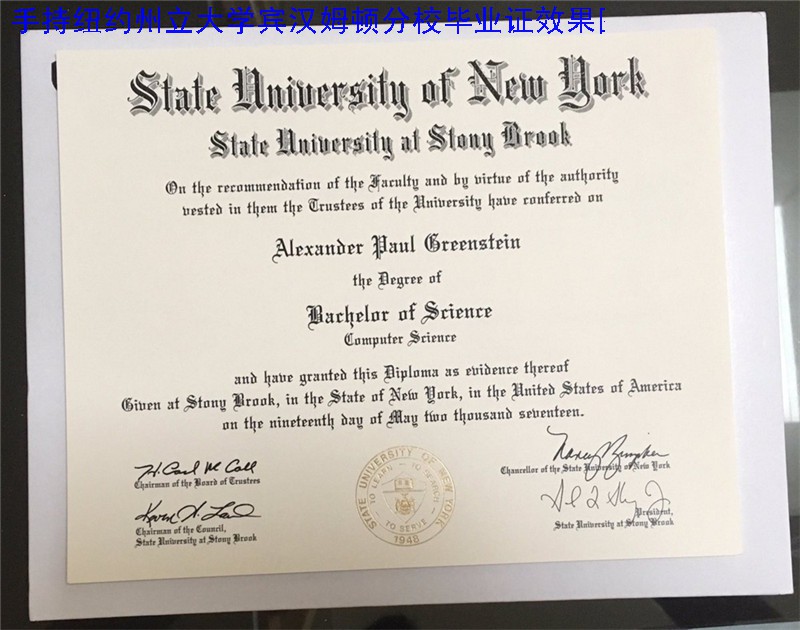 手持纽约州立大学宾汉姆顿分校毕业证效果[
State University of New York
State University at Stony Brook
On the recommendation of the Faculty and by virtue of the authority
vested in them the Trustees of the University have conferred on
Alexander Paul Greenstein
the Degree of
Bachelor of Science
Computer Science
and have granted this Diploma as evidence thereof
Given at Stony Brook, in the State of New York, in the United States of America
on the nineteenth day of May two thousand seventeen.
H. Carl McCall
Chairman of the Board of Trustees
Chairman of the Council,
State University at Stony Brook
STATE UNIVERSITY OF NEW YORK
TO LEARN - TO SEARCH
TO SERVE
1948
Chancellor of the State University of New York
President,
State University at Stony Brook